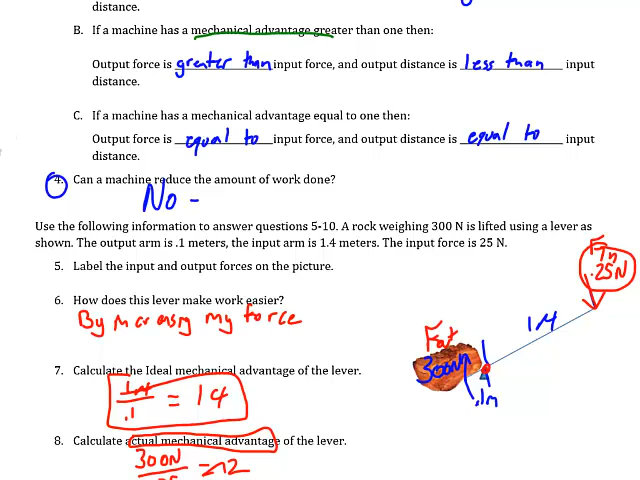 distance.
B. If a machine has a mechanical advantage greater than one then:
Output force is greater than input force, and output distance is less than input
distance.
C. If a machine has a mechanical advantage equal to one then:
Output force is equal to input force, and output distance is equal to input
distance.
4. Can a machine reduce the amount of work done?
No -
Use the following information to answer questions 5-10. A rock weighing 300 N is lifted using a lever as
shown. The output arm is .1 meters, the input arm is 1.4 meters. The input force is 25 N.
5. Label the input and output forces on the picture.
Fin
25N
6. How does this lever make work easier?
By increasing my force
1M
300N
.1m
7. Calculate the Ideal mechanical advantage of the lever.
.1 = 14
8. Calculate actual mechanical advantage of the lever.
300N = 12